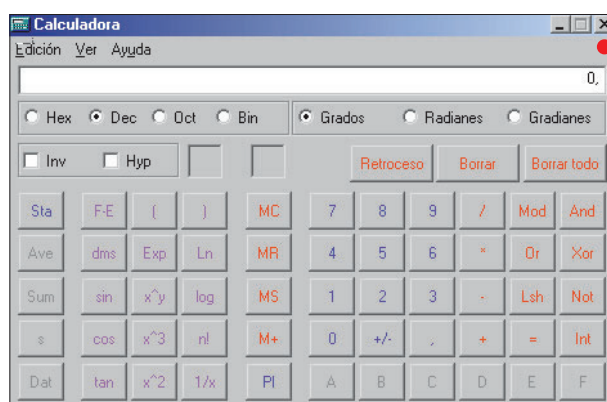 Calculadora
Edición Ver Ayuda
0,
Hex Dec Oct Bin Grados Radianes Gradianes
Inv Hyp Retroceso Borrar Borrar todo
Sta F-E ( ) MC 7 8 9 / Mod And
Ave dms Exp Ln MR 4 5 6 * Or Xor
Sum sin x^y log MS 1 2 3 - Lsh Not
s cos x^3 n! M+ 0 +/- , + = Int
Dat tan x^2 1/x PI A B C D E F